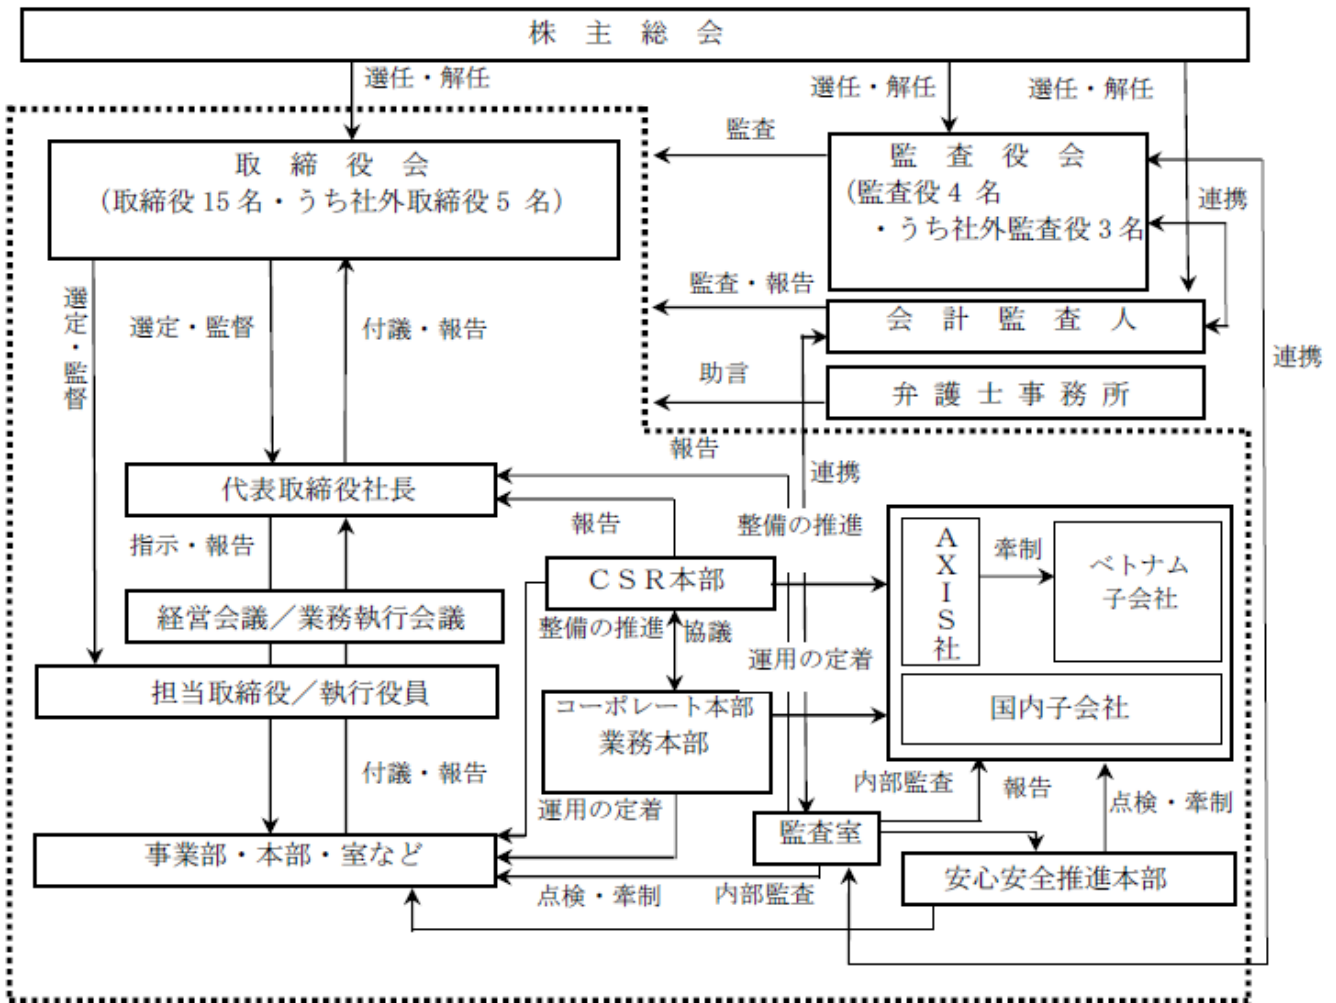 株 主 総 会
選任・解任
選任・解任
選任・解任
取 締 役 会
(取締役 15 名・うち社外取締役 5 名)
監査
監 査 役 会
(監査役 4 名
・うち社外監査役 3 名
連携
選定・監督
選定・監督
付議・報告
監査・報告
会 計 監 査 人
連携
助言
弁 護 士 事 務 所
報告
連携
代表取締役社長
報告
整備の推進
指示・報告
CSR本部
AXIS社
牽制
ベトナム
子会社
経営会議/業務執行会議
整備の推進
協議
運用の定着
担当取締役/執行役員
コーポレート本部
業務本部
国内子会社
付議・報告
運用の定着
内部監査
報告
点検・牽制
監査室
事業部・本部・室など
点検・牽制
内部監査
安心安全推進本部